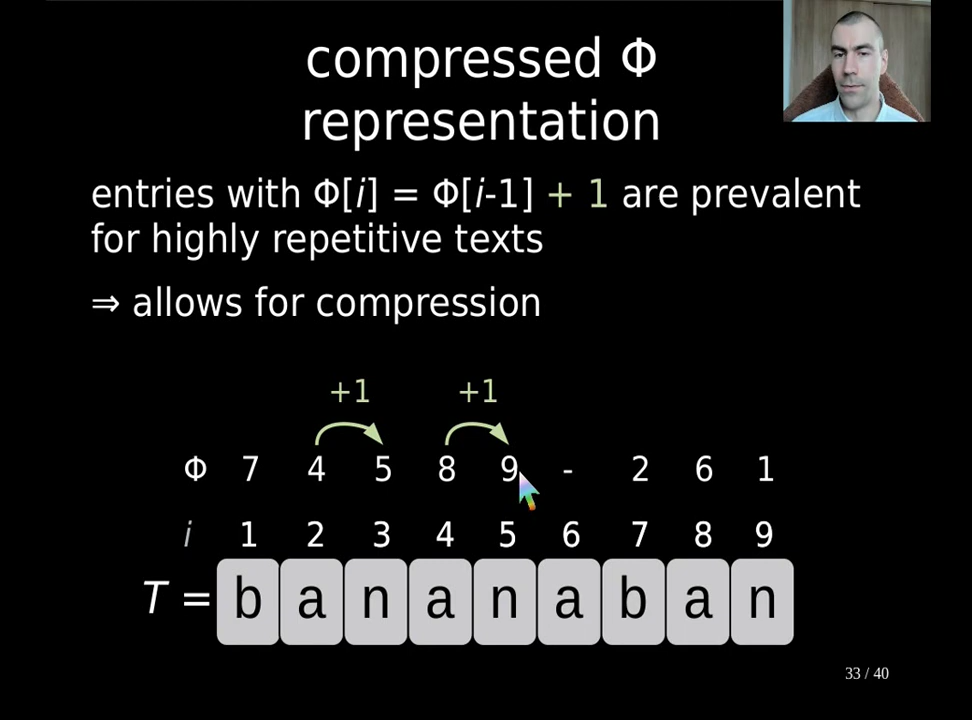 compressed Φ
representation
entries with Φ[i] = Φ[i-1] + 1 are prevalent
for highly repetitive texts
⇒ allows for compression
+1 +1
Φ 7 4 5 8 9 - 2 6 1
i 1 2 3 4 5 6 7 8 9
T = b a n a n a b a n
33 / 40